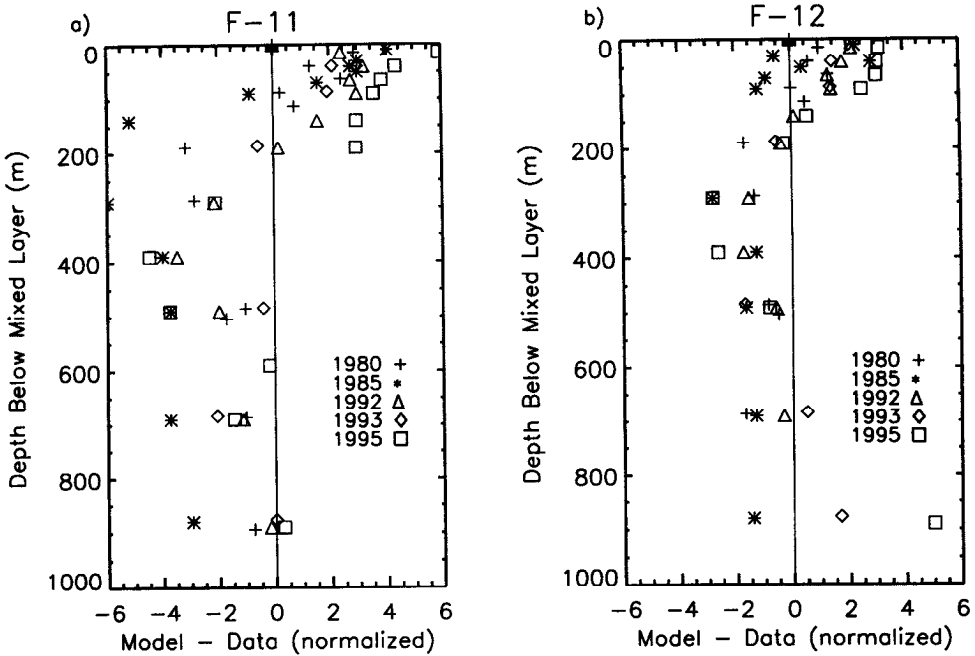 a)
F-11
0
200
400
600
800
1000
Depth Below Mixed Layer (m)
1980
1985
1992
1993
1995
-6 -4 -2 0 2 4 6
Model - Data (normalized)
b)
F-12
0
200
400
600
800
1000
Depth Below Mixed Layer (m)
1980
1985
1992
1993
1995
-6 -4 -2 0 2 4 6
Model - Data (normalized)